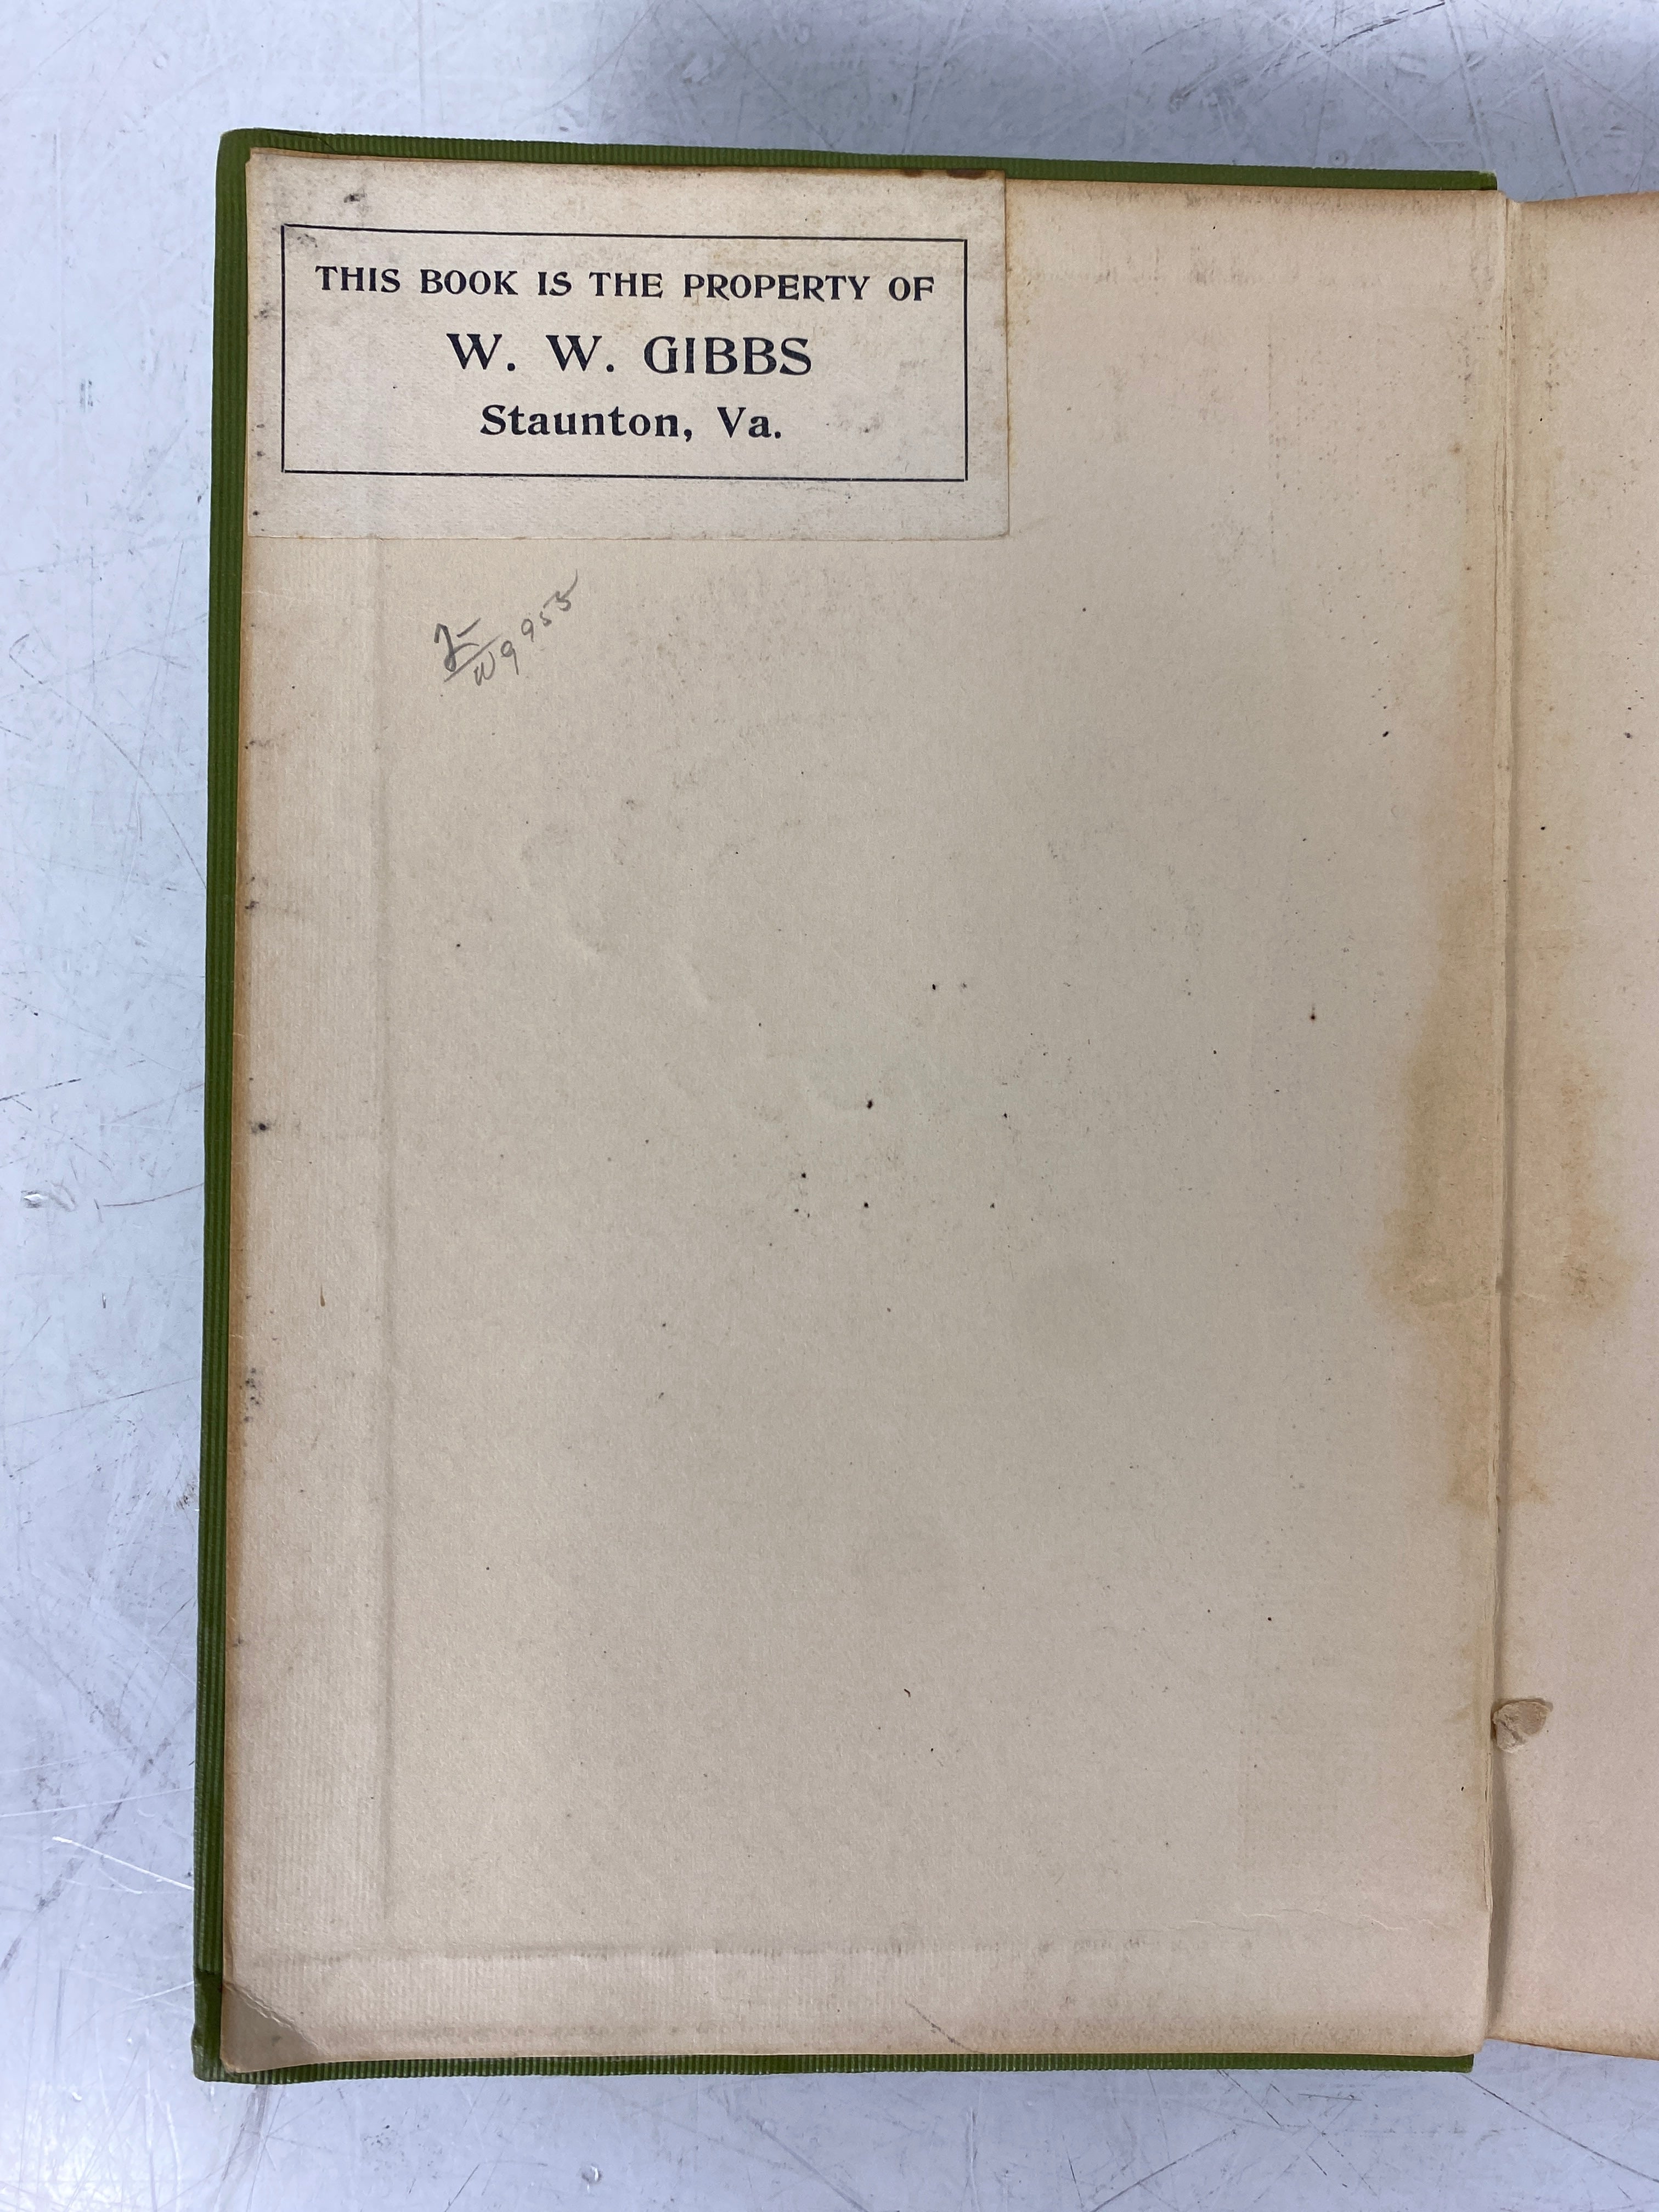 THIS BOOK IS THE PROPERTY OF
W. W. GIBBS
Staunton, Va.